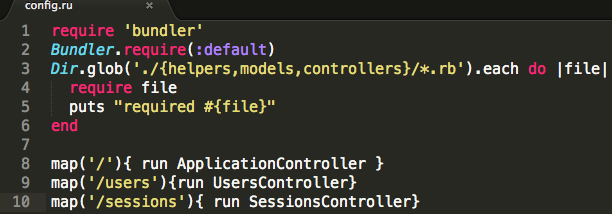 config.ru ×
1 require 'bundler'
2 Bundler.require(:default)
3 Dir.glob('./{helpers,models,controllers}/*.rb').each do |file|
4   require file
5   puts "required #{file}"
6 end
7
8 map('/'){ run ApplicationController }
9 map('/users'){run UsersController}
10 map('/sessions'){ run SessionsController}